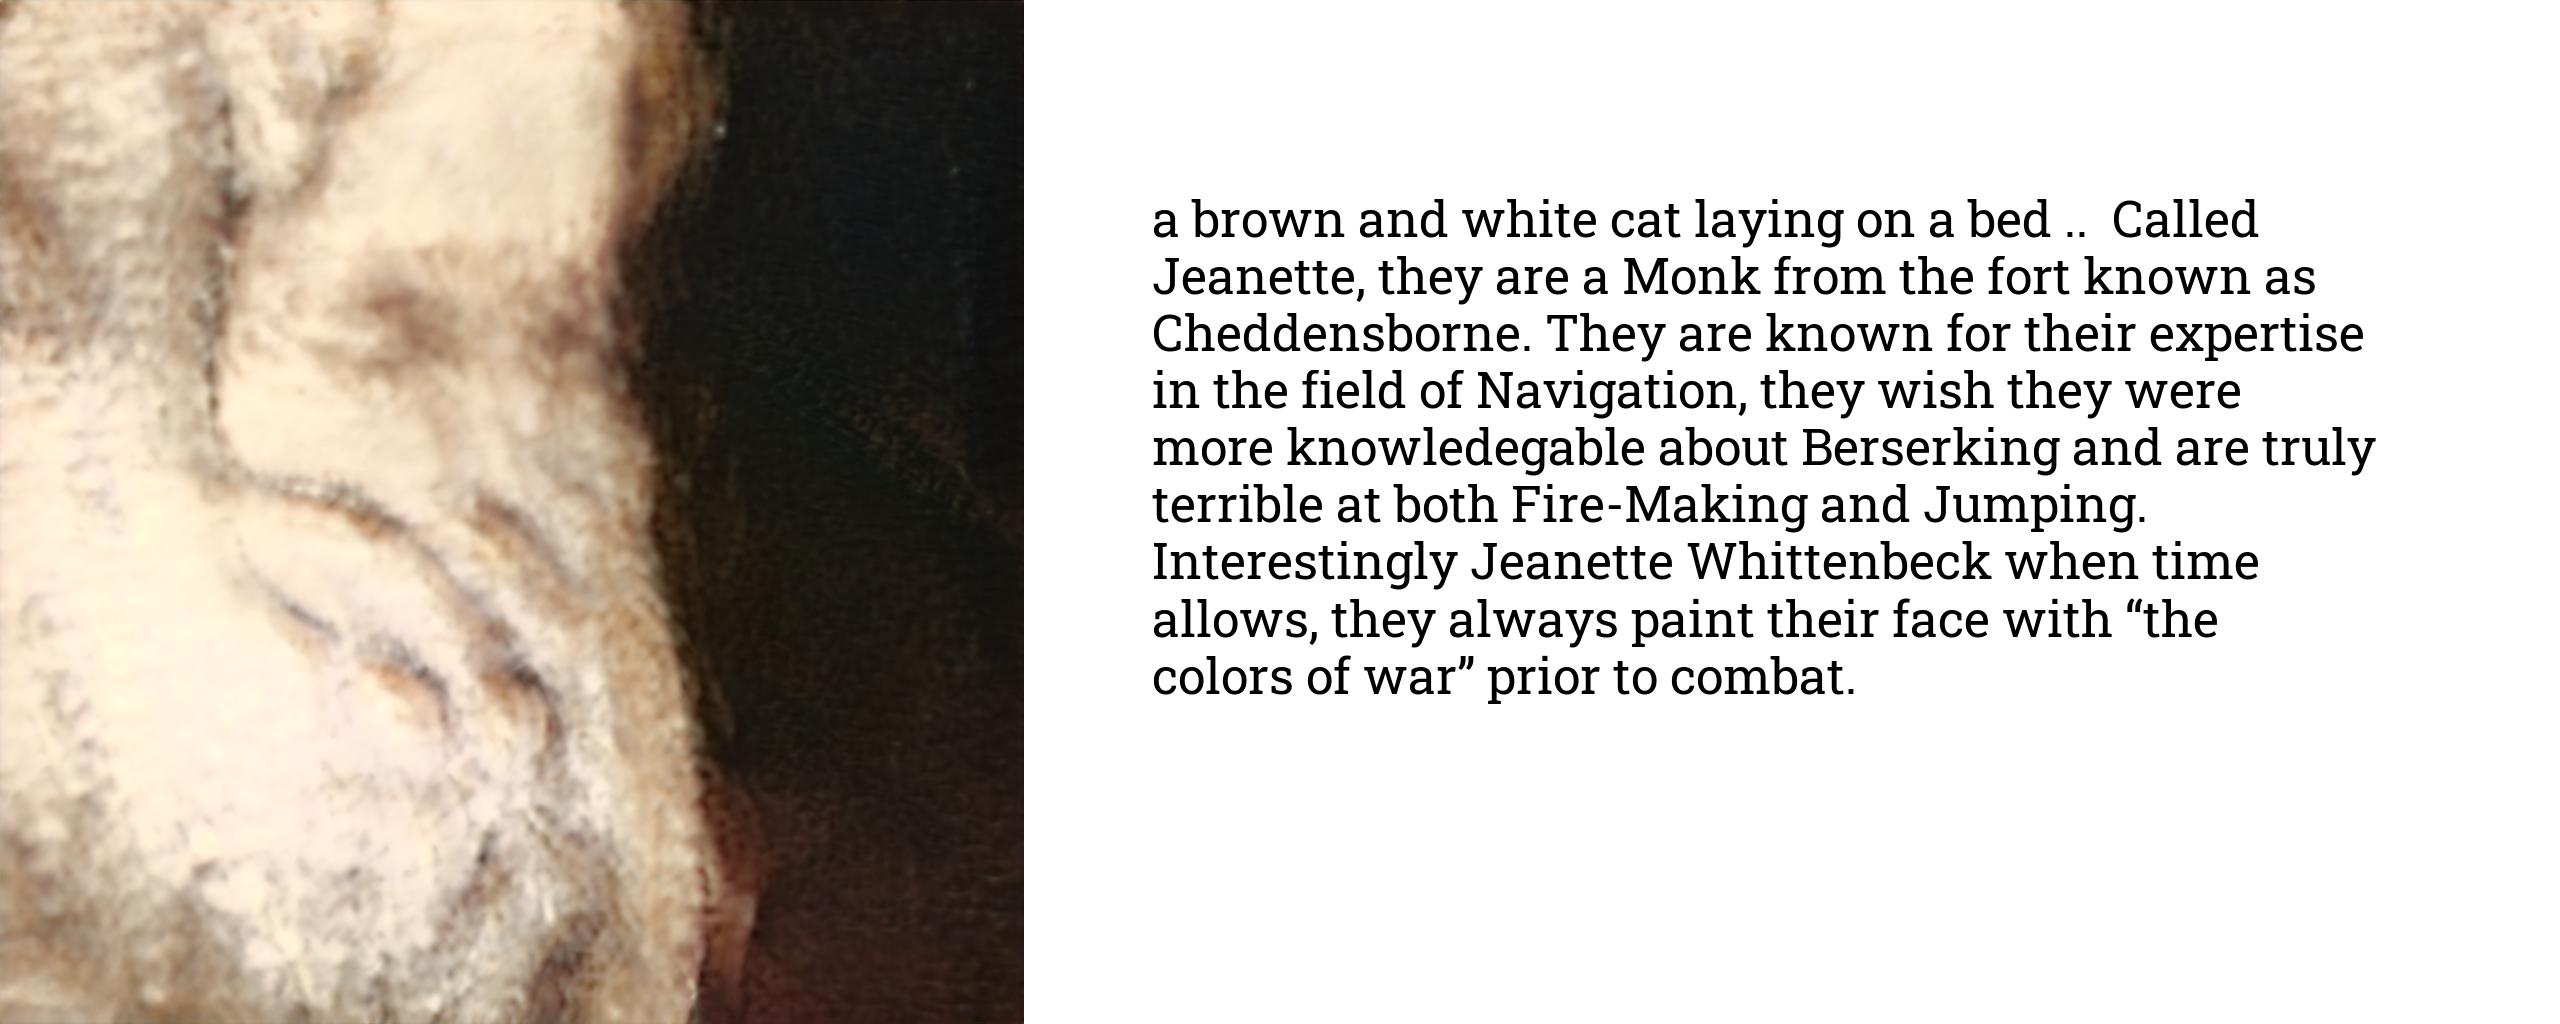 a brown and white cat laying on a bed ..  Called
Jeanette, they are a Monk from the fort known as
Cheddensborne. They are known for their expertise
in the field of Navigation, they wish they were
more knowledegable about Berserking and are truly
terrible at both Fire-Making and Jumping.
Interestingly Jeanette Whittenbeck when time
allows, they always paint their face with “the
colors of war” prior to combat.